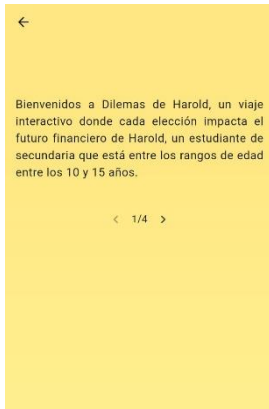 Bienvenidos a Dilemas de Harold, un viaje
interactivo donde cada elección impacta el
futuro financiero de Harold, un estudiante de
secundaria que está entre los rangos de edad
entre los 10 y 15 años.
1/4